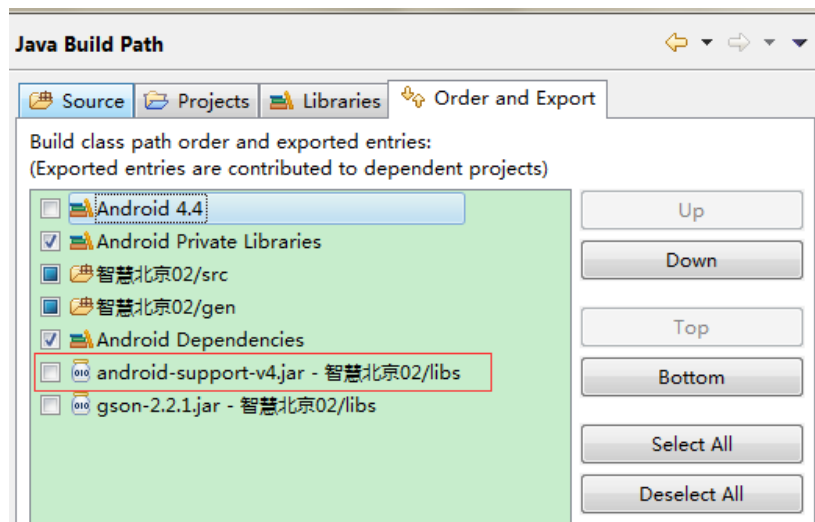 Java Build Path
Source Projects Libraries Order and Export
Build class path order and exported entries:
(Exported entries are contributed to dependent projects)
Android 4.4
Android Private Libraries
智慧北京02/src
智慧北京02/gen
Android Dependencies
android-support-v4.jar - 智慧北京02/libs
gson-2.2.1.jar - 智慧北京02/libs
Up
Down
Top
Bottom
Select All
Deselect All